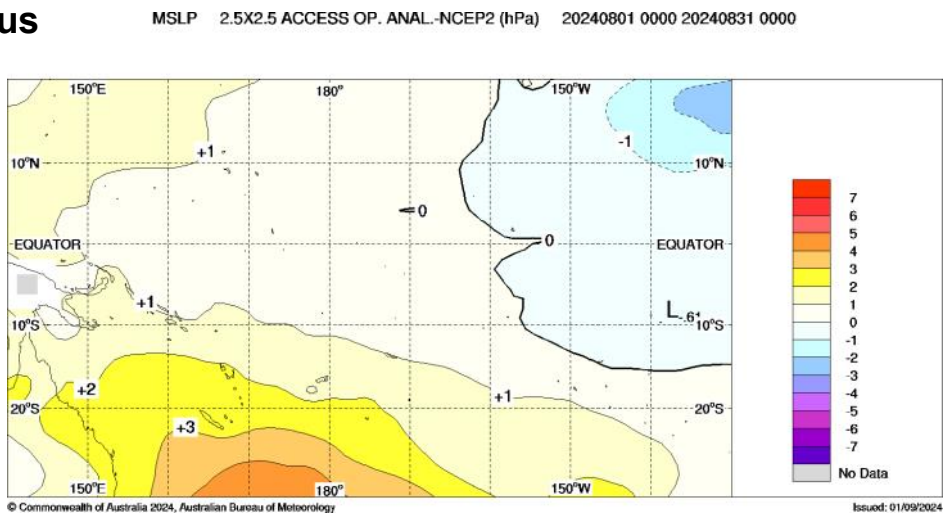 us
MSLP 2.5X2.5 ACCESS OP. ANAL.-NCEP2 (hPa) 20240801 0000 20240831 0000
150°E 180° 150°W
-1
+1
10°N 10°N
0
EQUATOR 0 EQUATOR
+1
L -.6+
10°S 10°S
+2
+1
20°S 20°S
+3
150°E 180° 150°W
7
6
5
4
3
2
1
0
-1
-2
-3
-4
-5
-6
-7
No Data
© Commonwealth of Australia 2024, Australian Bureau of Meteorology Issued: 01/09/2024